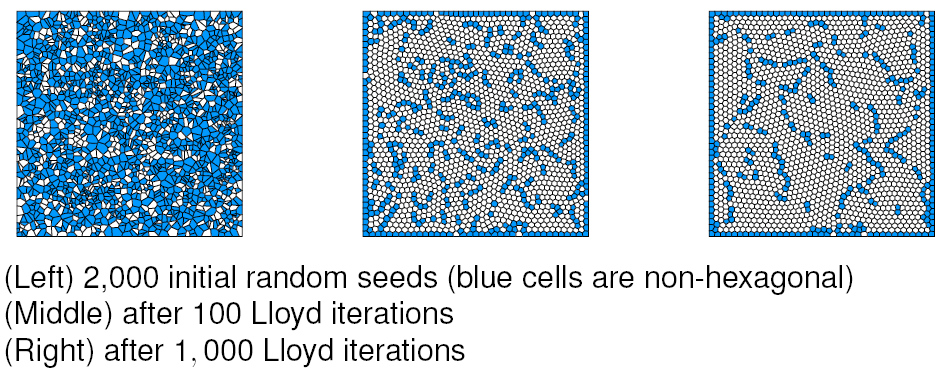 (Left) 2,000 initial random seeds (blue cells are non-hexagonal)
(Middle) after 100 Lloyd iterations
(Right) after 1, 000 Lloyd iterations